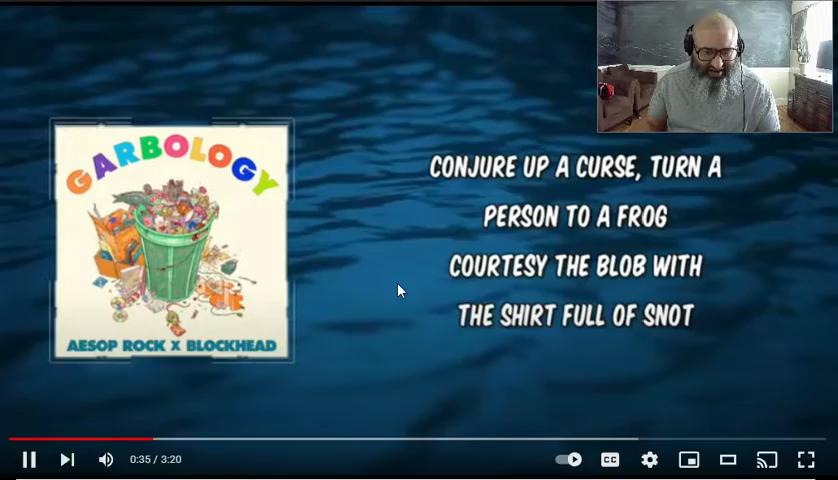 GARBOLOGY
AESOP ROCK X BLOCKHEAD
CONJURE UP A CURSE, TURN A
PERSON TO A FROG
COURTESY THE BLOB WITH
THE SHIRT FULL OF SNOT
0:35 / 3:20
CC